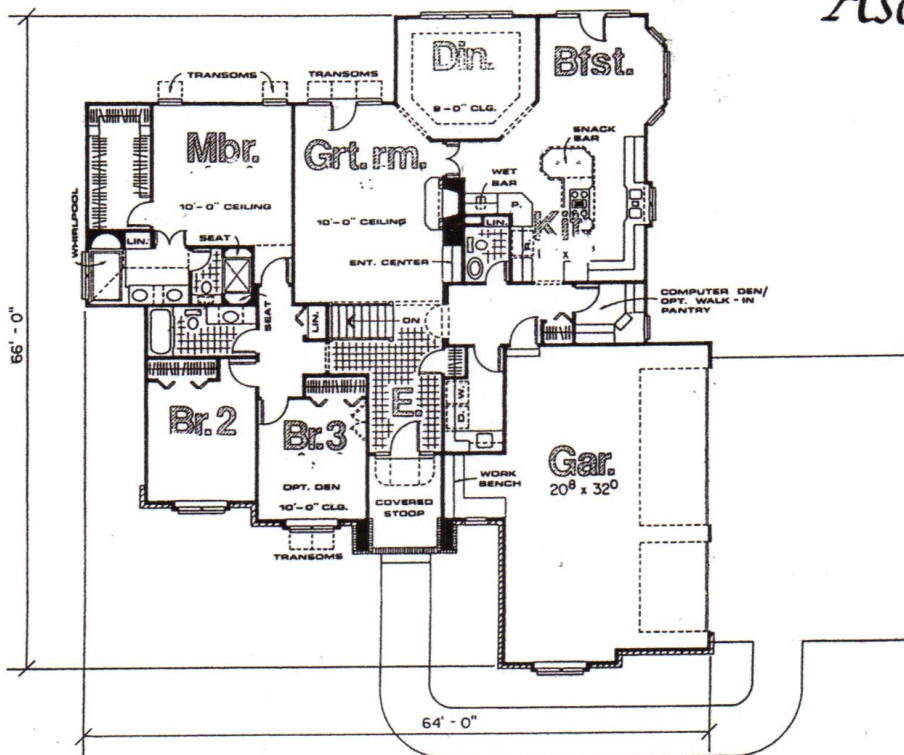 Din.
Bfst.
TRANSOMS
TRANSOMS
9'-0" CLG.
SNACK
BAR
Mbr.
Grt. rm.
WET
BAR
P.
10'-0" CEILING
10'-0" CEILING
LIN.
Kit
WHIRLPOOL
LIN.
SEAT
R.
x
ENT. CENTER
COMPUTER DEN/
OPT. WALK-IN
PANTRY
SEAT
LIN.
DN
66' - 0"
E.
W.
D.
Br. 2
Br. 3
Gar.
20⁸ x 32⁰
OPT. DEN
10'-0" CLG.
COVERED
STOOP
WORK
BENCH
TRANSOMS
64' - 0"